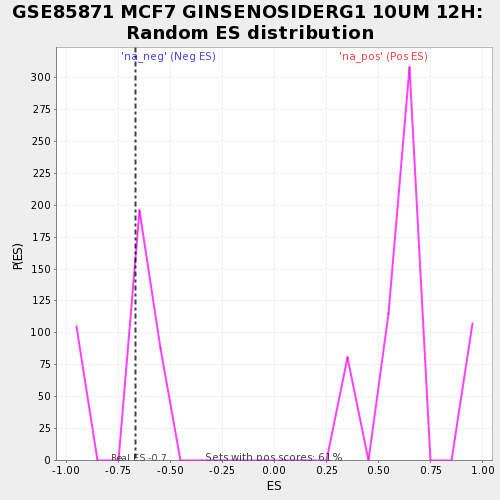 GSE85871 MCF7 GINSENOSIDERG1 10UM 12H:
Random ES distribution
'na_neg' (Neg ES)
'na_pos' (Pos ES)
300
275
250
225
200
175
150
125
100
75
50
25
0
P(ES)
Real ES -0.7
Sets with pos scores: 61 %
-1.00 -0.75 -0.50 -0.25 0.00 0.25 0.50 0.75 1.00
ES